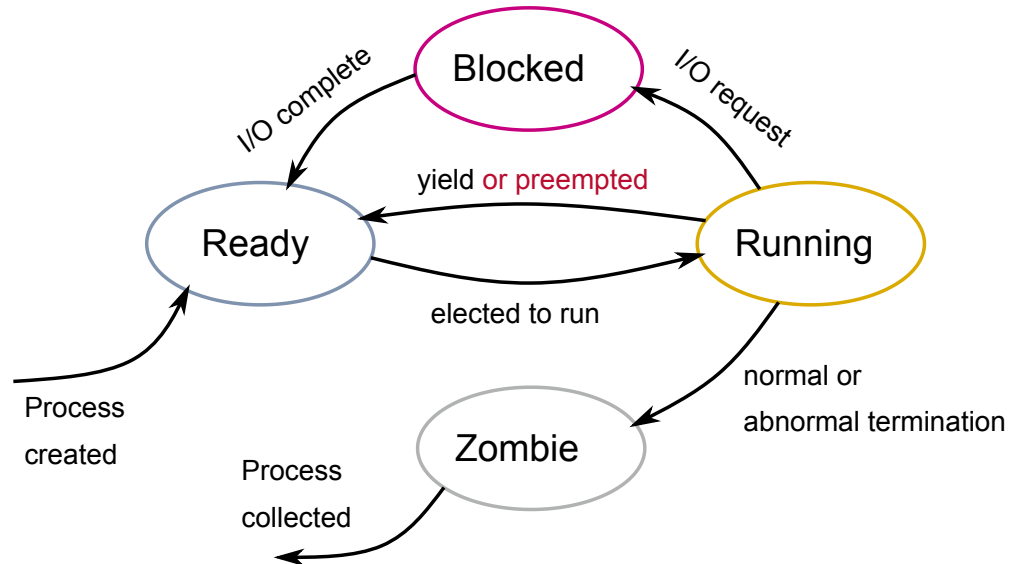 Blocked
I/O complete
I/O request
yield or preempted
Ready
Running
elected to run
normal or
abnormal termination
Process
created
Zombie
Process
collected